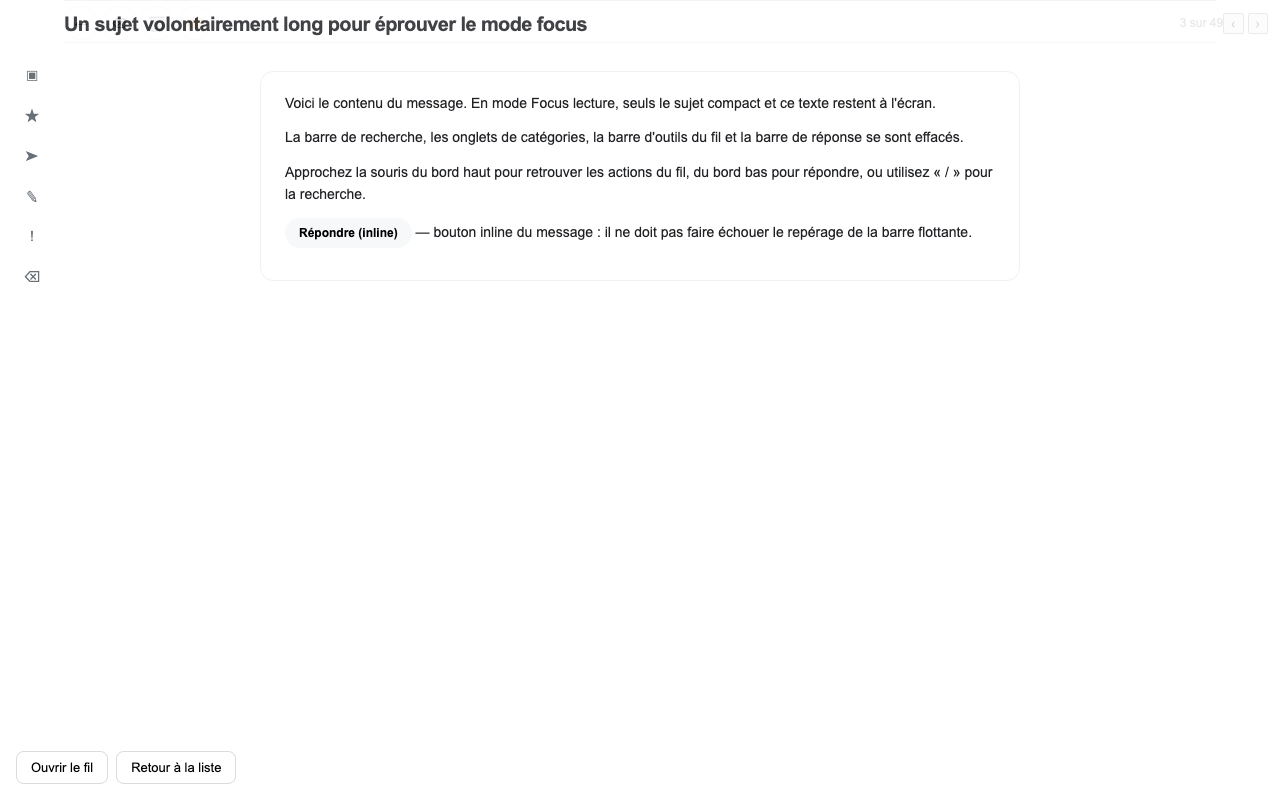 Un sujet volontairement long pour éprouver le mode focus
3 sur 49 ‹ ›
Voici le contenu du message. En mode Focus lecture, seuls le sujet compact et ce texte restent à l'écran.
La barre de recherche, les onglets de catégories, la barre d'outils du fil et la barre de réponse se sont effacés.
Approchez la souris du bord haut pour retrouver les actions du fil, du bord bas pour répondre, ou utilisez « / » pour
la recherche.
Répondre (inline) — bouton inline du message : il ne doit pas faire échouer le repérage de la barre flottante.
!
Ouvrir le fil Retour à la liste